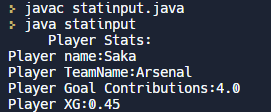 > javac statinput.java
> java statinput
     Player Stats:
Player name:Saka
Player TeamName:Arsenal
Player Goal Contributions:4.0
Player XG:0.45